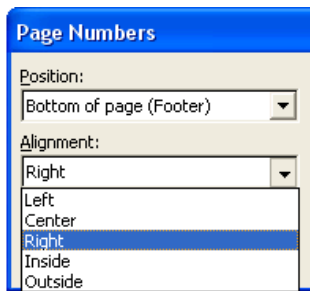 Page Numbers
Position:
Bottom of page (Footer)
Alignment:
Right
Left
Center
Right
Inside
Outside